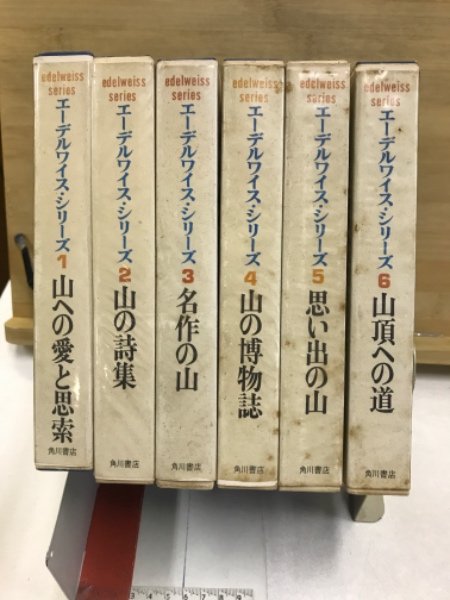 edelweiss
series
エーデルワイス・シリーズ1
山への愛と思索
角川書店
edelweiss
series
エーデルワイス・シリーズ2
山の詩集
角川書店
edelweiss
series
エーデルワイス・シリーズ3
名作の山
角川書店
edelweiss
series
エーデルワイス・シリーズ4
山の博物誌
角川書店
edelweiss
series
エーデルワイス・シリーズ5
思い出の山
角川書店
edelweiss
series
エーデルワイス・シリーズ6
山頂への道
角川書店